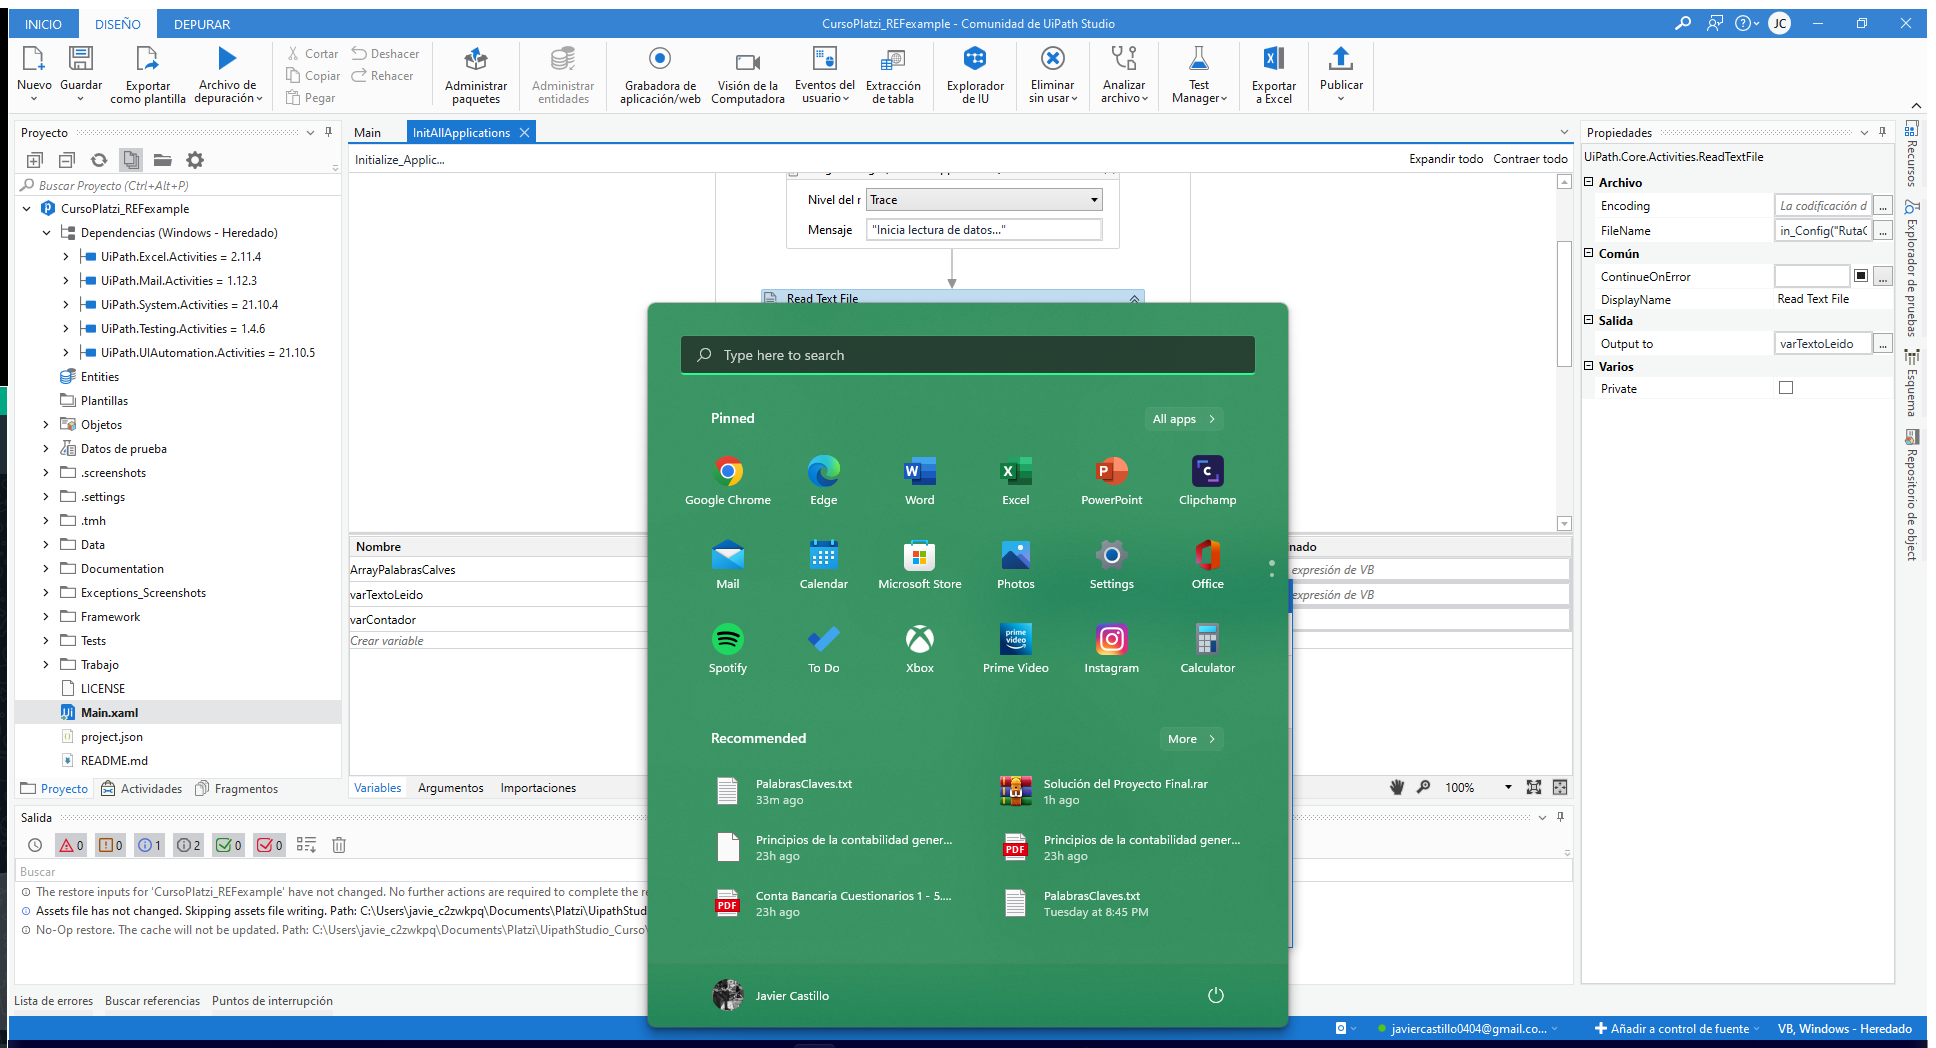 INICIO
DISEÑO
DEPURAR
CursoPlatzi_REFexample - Comunidad de UiPath Studio
JC
Nuevo
Guardar
Exportar
como plantilla
Archivo de
depuración
Cortar
Copiar
Pegar
Deshacer
Rehacer
Administrar
paquetes
Administrar
entidades
Grabadora de
aplicación/web
Visión de la
Computadora
Eventos del
usuario
Extracción
de tabla
Explorador
de IU
Eliminar
sin usar
Analizar
archivo
Test
Manager
Exportar
a Excel
Publicar
Proyecto
Buscar Proyecto (Ctrl+Alt+P)
CursoPlatzi_REFexample
Dependencias (Windows - Heredado)
UiPath.Excel.Activities = 2.11.4
UiPath.Mail.Activities = 1.12.3
UiPath.System.Activities = 21.10.4
UiPath.Testing.Activities = 1.4.6
UiPath.UIAutomation.Activities = 21.10.5
Entities
Plantillas
Objetos
Datos de prueba
.screenshots
.settings
.tmh
Data
Documentation
Exceptions_Screenshots
Framework
Tests
Trabajo
LICENSE
Main.xaml
project.json
README.md
Proyecto
Actividades
Fragmentos
Main
InitAllApplications
Initialize_Applic...
Expandir todo
Contraer todo
Nivel del r
Trace
Mensaje
"Inicia lectura de datos..."
Read Text File
Nombre
nado
ArrayPalabrasCalves
expresión de VB
varTextoLeido
expresión de VB
varContador
Crear variable
Variables
Argumentos
Importaciones
100%
Type here to search
Pinned
All apps
Google Chrome
Edge
Word
Excel
PowerPoint
Clipchamp
Mail
Calendar
Microsoft Store
Photos
Settings
Office
prime
video
Spotify
To Do
Xbox
Prime Video
Instagram
Calculator
Recommended
More
PalabrasClaves.txt
33m ago
Solución del Proyecto Final.rar
1h ago
Principios de la contabilidad gener...
23h ago
PDF
Principios de la contabilidad gener...
23h ago
PDF
Conta Bancaria Cuestionarios 1 - 5....
23h ago
PalabrasClaves.txt
Tuesday at 8:45 PM
Javier Castillo
Propiedades
UiPath.Core.Activities.ReadTextFile
Archivo
Encoding
La codificación d
...
FileName
in_Config("RutaC
...
Común
ContinueOnError
...
DisplayName
Read Text File
Salida
Output to
varTextoLeido
...
Varios
Private
Recursos
Explorador de pruebas
Esquema
Repositorio de object
Salida
0
0
1
2
0
0
Buscar
The restore inputs for 'CursoPlatzi_REFexample' have not changed. No further actions are required to complete the re
Assets file has not changed. Skipping assets file writing. Path: C:\Users\javie_c2zwkpq\Documents\Platzi\UipathStud
No-Op restore. The cache will not be updated. Path: C:\Users\javie_c2zwkpq\Documents\Platzi\UipathStudio_Curso\
Lista de errores
Buscar referencias
Puntos de interrupción
javiercastillo0404@gmail.co...
Añadir a control de fuente
VB, Windows - Heredado